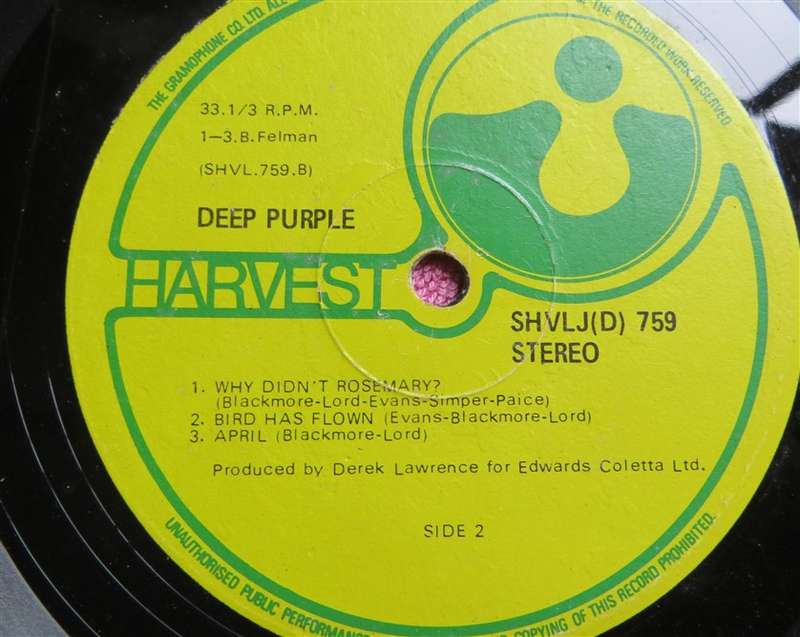 THE GRAMOPHONE CO. LTD. ALL
OF THE RECORDED WORK RESERVED
33.1/3 R.P.M.
1—3.B.Felman
(SHVL.759.B)
DEEP PURPLE
HARVEST
SHVLJ(D) 759
STEREO
1. WHY DIDN'T ROSEMARY?
(Blackmore-Lord-Evans-Simper-Paice)
2. BIRD HAS FLOWN (Evans-Blackmore-Lord)
3. APRIL (Blackmore-Lord)
Produced by Derek Lawrence for Edwards Coletta Ltd.
SIDE 2
UNAUTHORISED PUBLIC PERFORMANCE
COPYING OF THIS RECORD PROHIBITED.